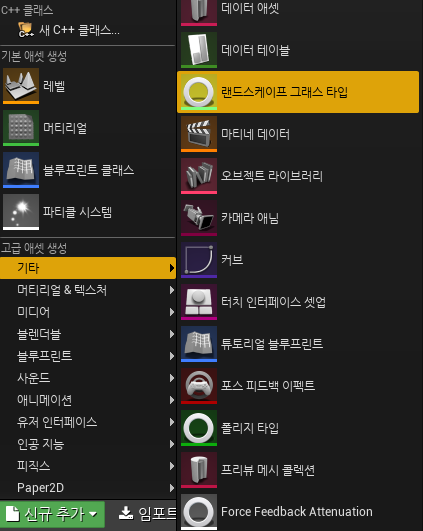 C++ 클래스
새 C++ 클래스...
기본 애셋 생성
레벨
머티리얼
블루프린트 클래스
파티클 시스템
고급 애셋 생성
기타
머티리얼 & 텍스처
미디어
블렌더블
블루프린트
사운드
애니메이션
유저 인터페이스
인공 지능
피직스
Paper2D
신규 추가
임포트
데이터 애셋
데이터 테이블
랜드스케이프 그래스 타입
마티네 데이터
오브젝트 라이브러리
카메라 애님
커브
터치 인터페이스 셋업
튜토리얼 블루프린트
포스 피드백 이펙트
폴리지 타입
프리뷰 메시 콜렉션
Force Feedback Attenuation